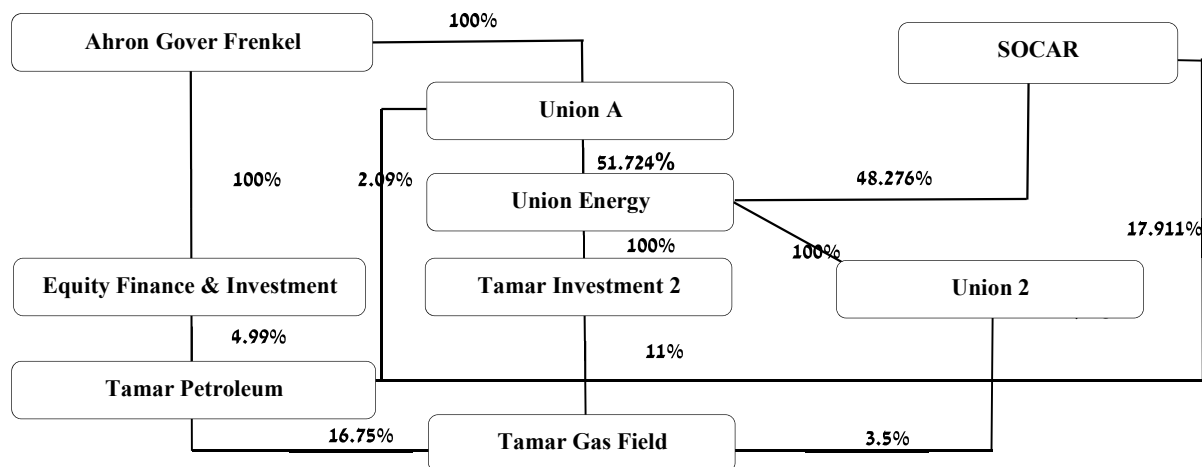 100%
Ahron Gover Frenkel
SOCAR
Union A
51.724%
100%
2.09%
48.276%
Union Energy
17.911%
100%
100%
Equity Finance & Investment
Tamar Investment 2
Union 2
4.99%
11%
Tamar Petroleum
16.75%
Tamar Gas Field
3.5%